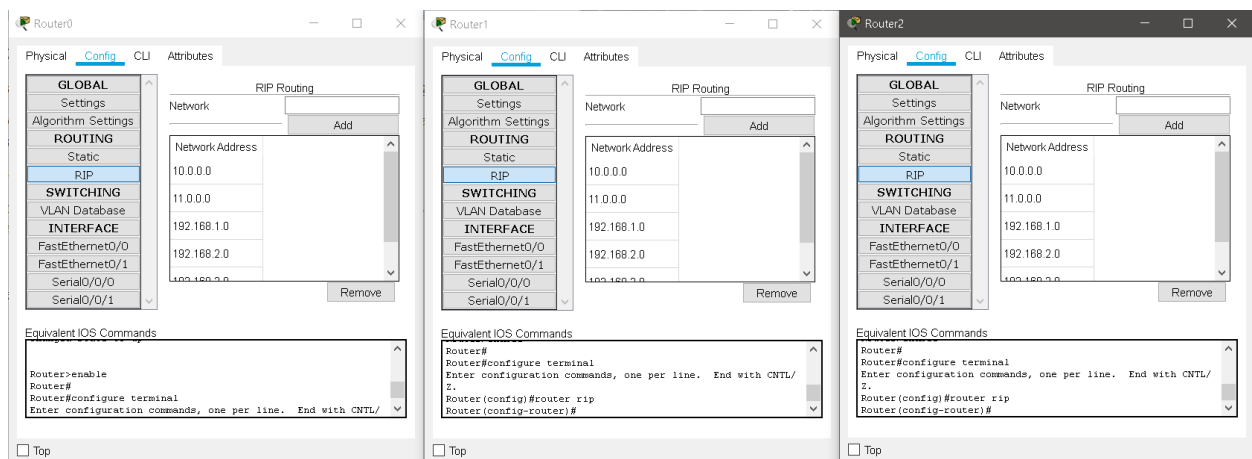 Router0
Physical Config CLI Attributes
GLOBAL
Settings
Algorithm Settings
ROUTING
Static
RIP
SWITCHING
VLAN Database
INTERFACE
FastEthernet0/0
FastEthernet0/1
Serial0/0/0
Serial0/0/1
RIP Routing
Network
Add
Network Address
10.0.0.0
11.0.0.0
192.168.1.0
192.168.2.0
Remove
Equivalent IOS Commands
Router>enable
Router#
Router#configure terminal
Enter configuration commands, one per line. End with CNTL/
Top
Router1
Physical Config CLI Attributes
GLOBAL
Settings
Algorithm Settings
ROUTING
Static
RIP
SWITCHING
VLAN Database
INTERFACE
FastEthernet0/0
FastEthernet0/1
Serial0/0/0
Serial0/0/1
RIP Routing
Network
Add
Network Address
10.0.0.0
11.0.0.0
192.168.1.0
192.168.2.0
Remove
Equivalent IOS Commands
Router#
Router#configure terminal
Enter configuration commands, one per line. End with CNTL/
Z.
Router(config)#router rip
Router(config-router)#
Top
Router2
Physical Config CLI Attributes
GLOBAL
Settings
Algorithm Settings
ROUTING
Static
RIP
SWITCHING
VLAN Database
INTERFACE
FastEthernet0/0
FastEthernet0/1
Serial0/0/0
Serial0/0/1
RIP Routing
Network
Add
Network Address
10.0.0.0
11.0.0.0
192.168.1.0
192.168.2.0
Remove
Equivalent IOS Commands
Router#
Router#configure terminal
Enter configuration commands, one per line. End with CNTL/
Z.
Router(config)#router rip
Router(config-router)#
Top